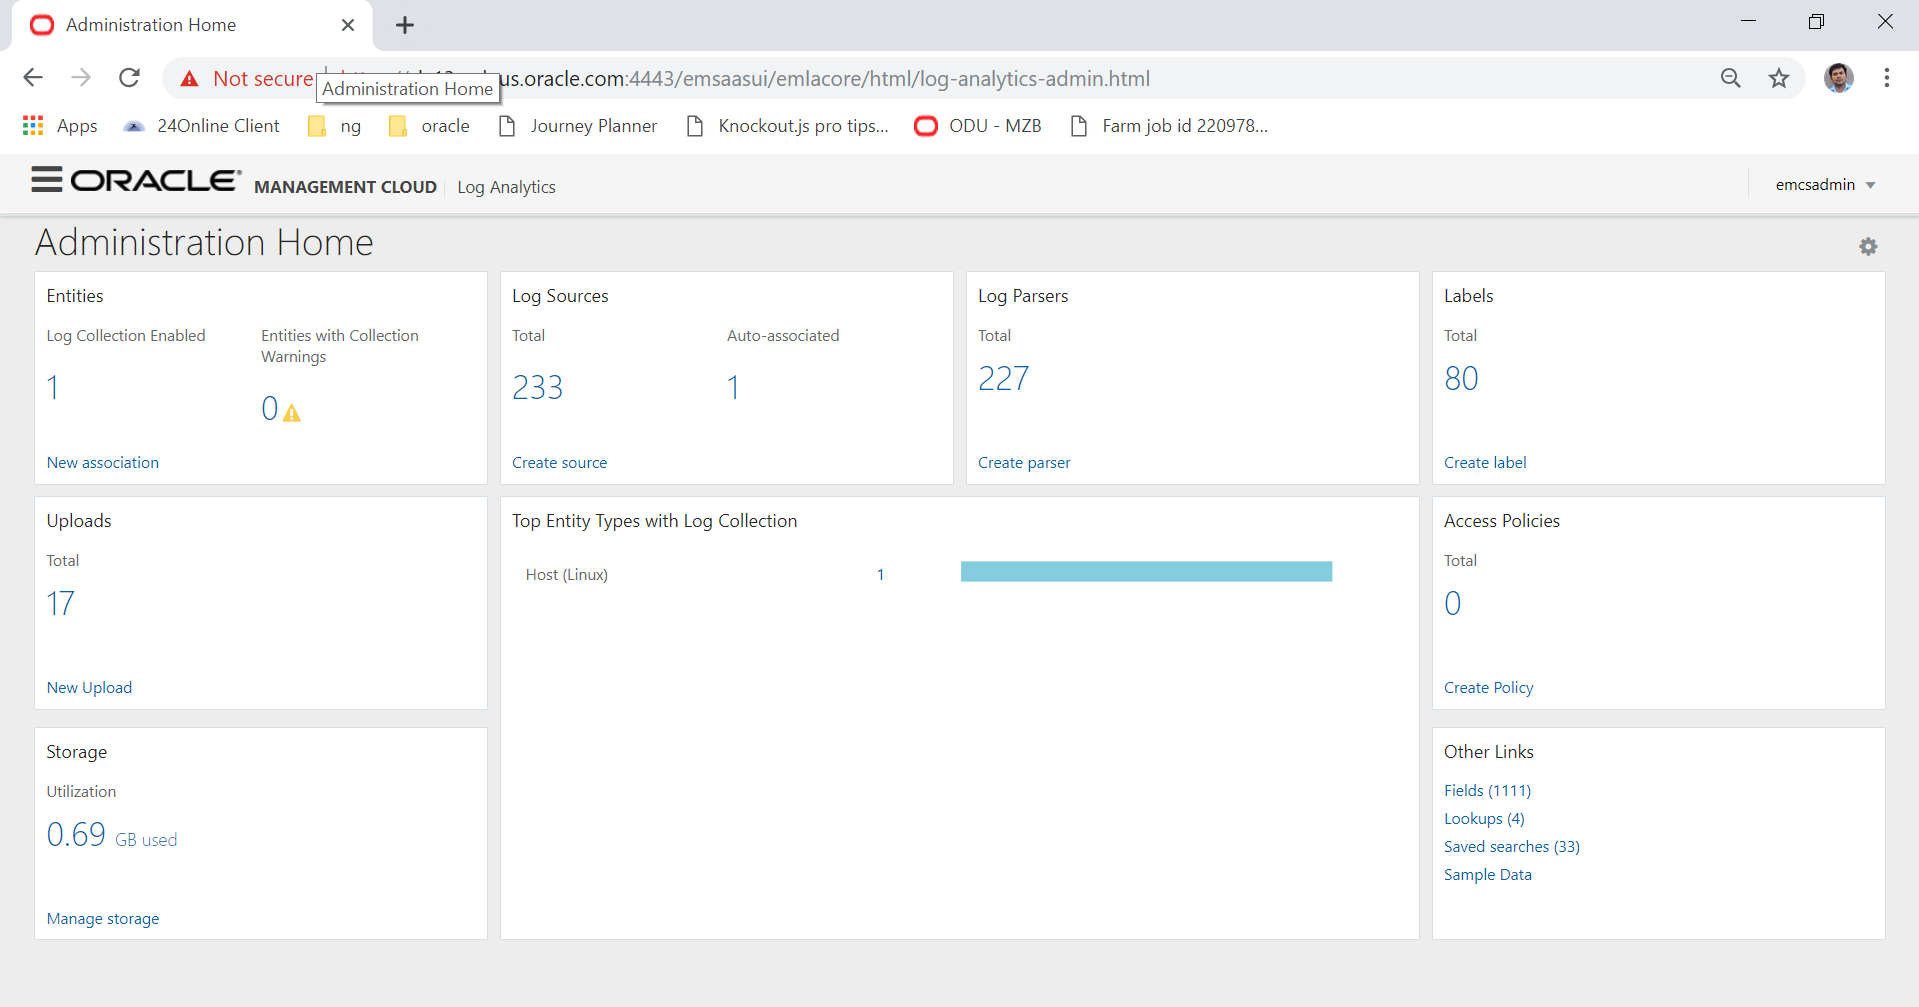 Administration Home
Not secure us.oracle.com:4443/emsaasui/emlacore/html/log-analytics-admin.html
Administration Home
Apps 24Online Client ng oracle Journey Planner Knockout.js pro tips... ODU - MZB Farm job id 220978...
ORACLE® MANAGEMENT CLOUD Log Analytics emcsadmin
Administration Home
Entities
Log Collection Enabled
1
Entities with Collection
Warnings
0
New association
Log Sources
Total
233
Auto-associated
1
Create source
Log Parsers
Total
227
Create parser
Labels
Total
80
Create label
Uploads
Total
17
New Upload
Top Entity Types with Log Collection
Host (Linux) 1
Access Policies
Total
0
Create Policy
Storage
Utilization
0.69 GB used
Manage storage
Other Links
Fields (1111)
Lookups (4)
Saved searches (33)
Sample Data